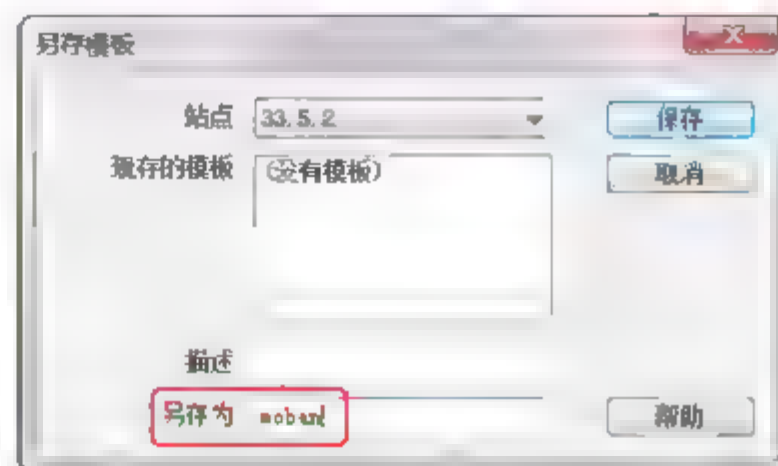 另存模板
站点 33.5.2 保存
现存的模板 (没有模板) 取消
描述
另存为 moban
帮助